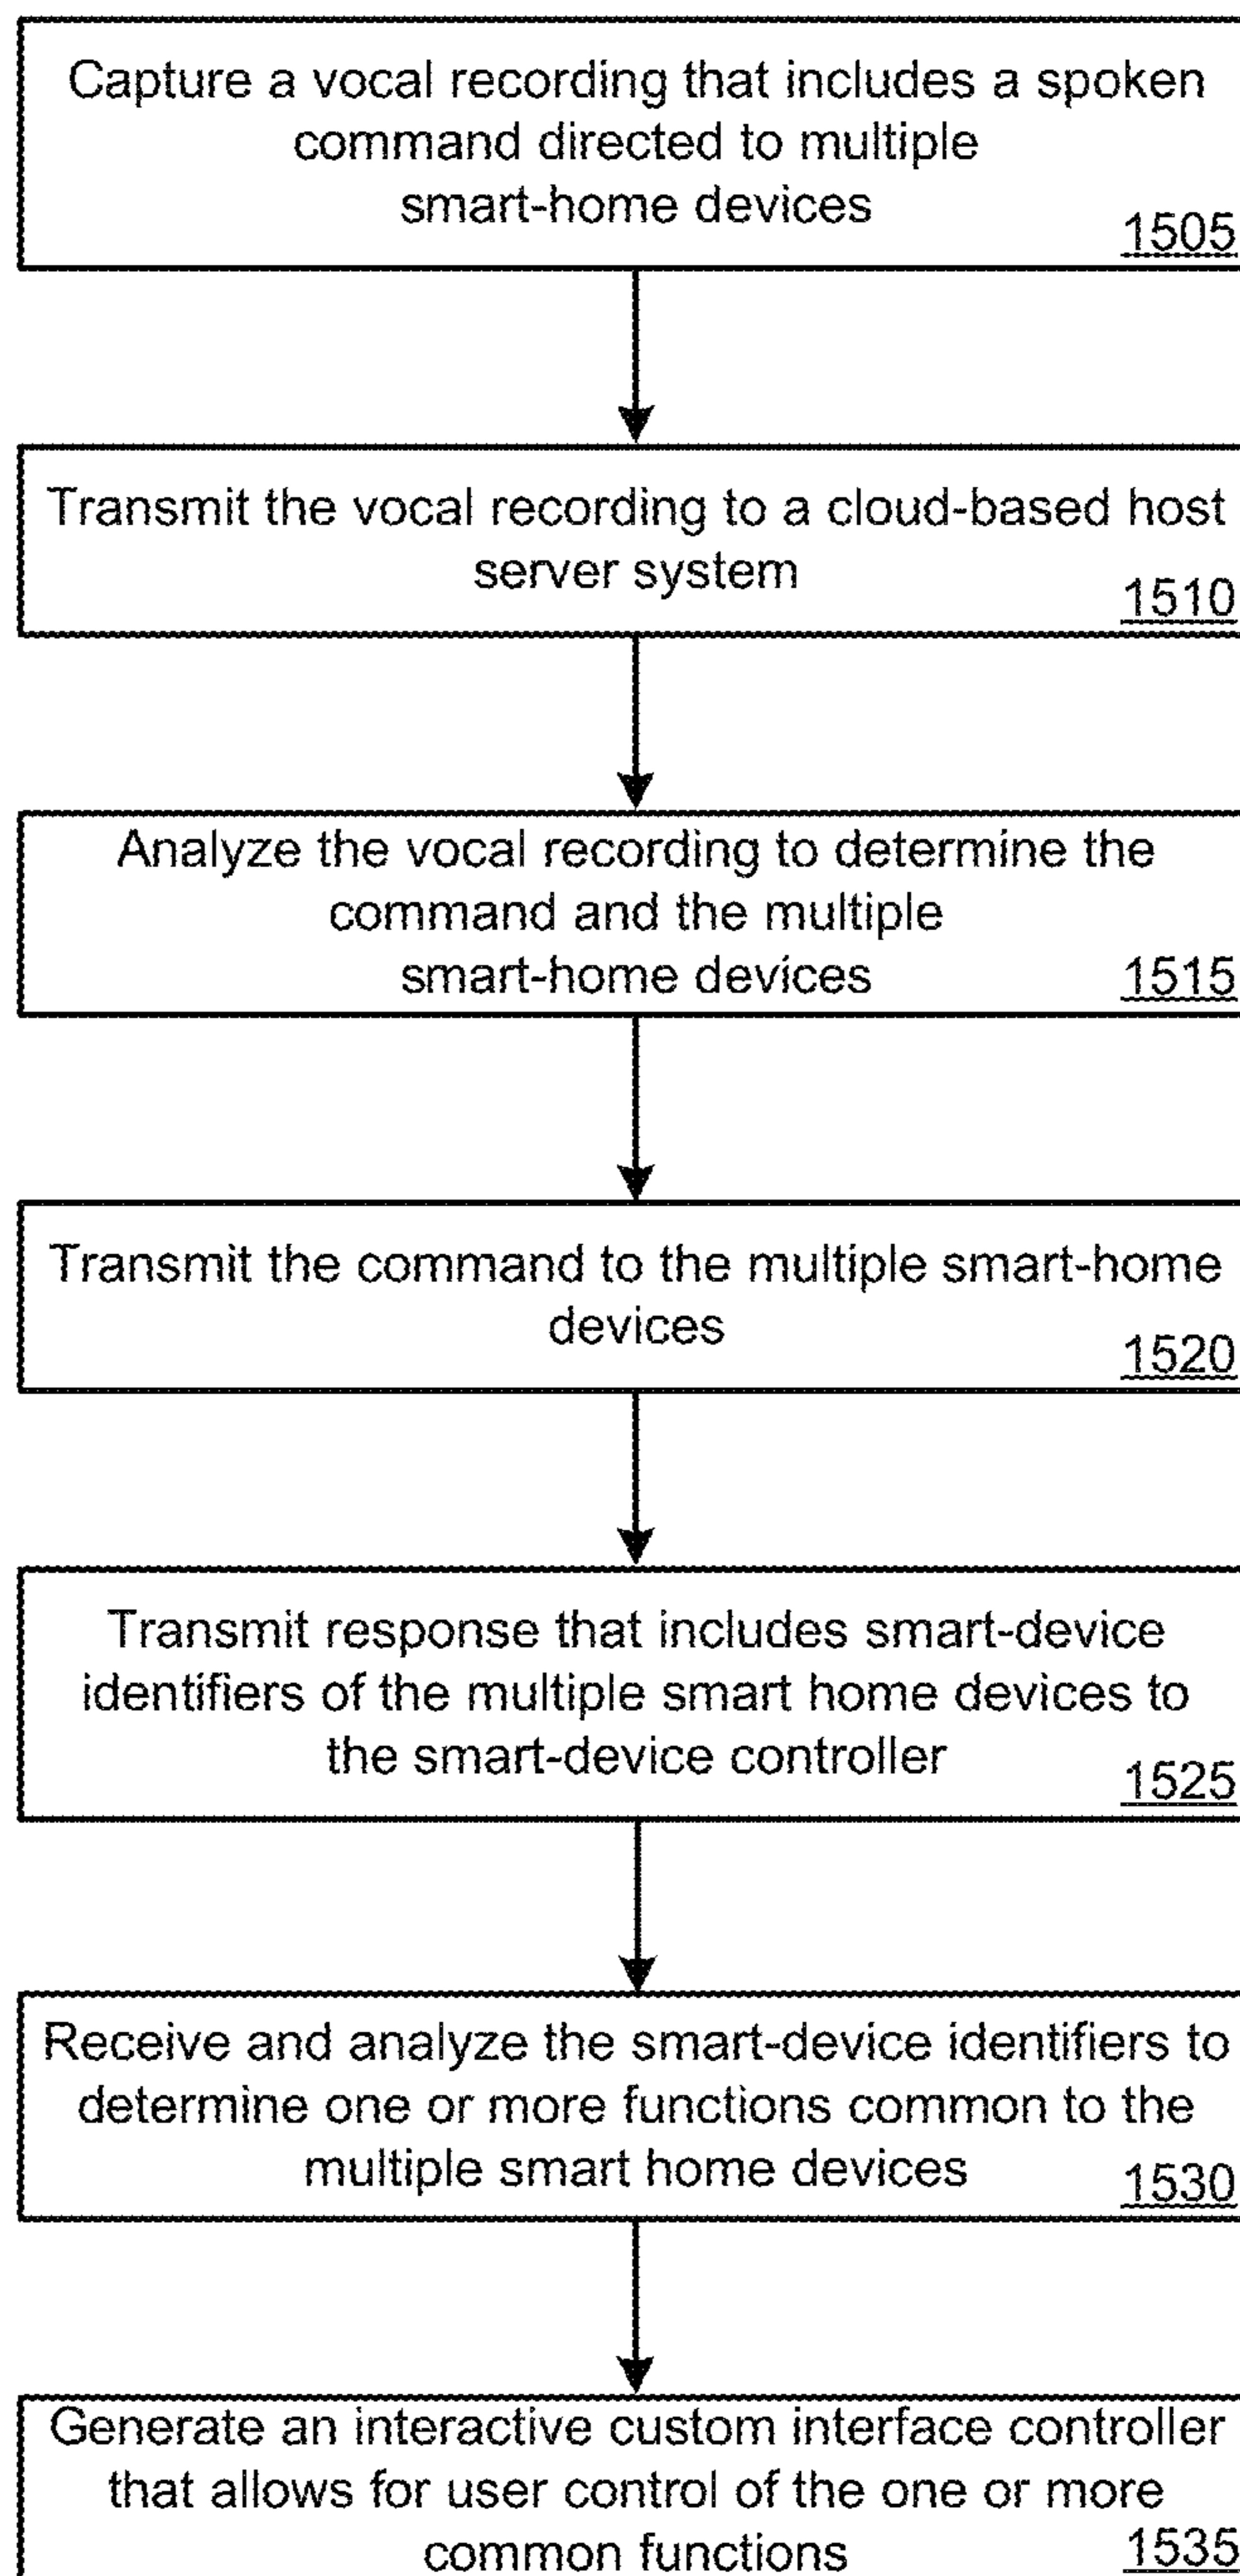 Capture a vocal recording that includes a spoken
command directed to multiple
smart-home devices
1505
Transmit the vocal recording to a cloud-based host
server system
1510
Analyze the vocal recording to determine the
command and the multiple
smart-home devices
1515
Transmit the command to the multiple smart-home
devices
1520
Transmit response that includes smart-device
identifiers of the multiple smart home devices to
the smart-device controller
1525
Receive and analyze the smart-device identifiers to
determine one or more functions common to the
multiple smart home devices
1530
Generate an interactive custom interface controller
that allows for user control of the one or more
common functions
1535